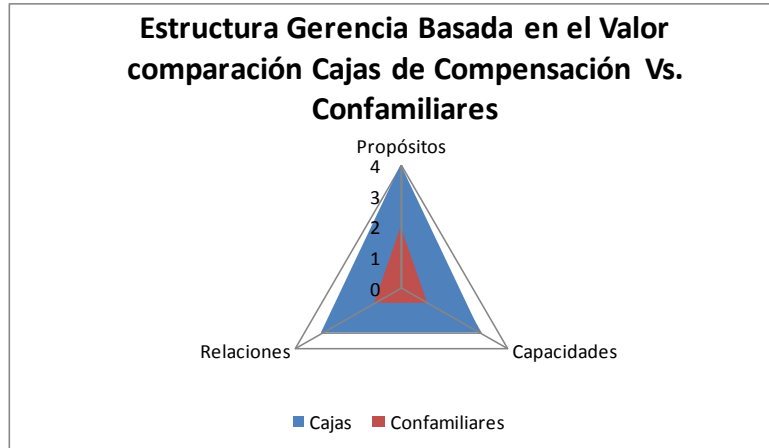 Estructura Gerencia Basada en el Valor
comparación Cajas de Compensación Vs.
Confamiliares
Propósitos
4
3
2
1
0
Relaciones
Capacidades
Cajas
Confamiliares